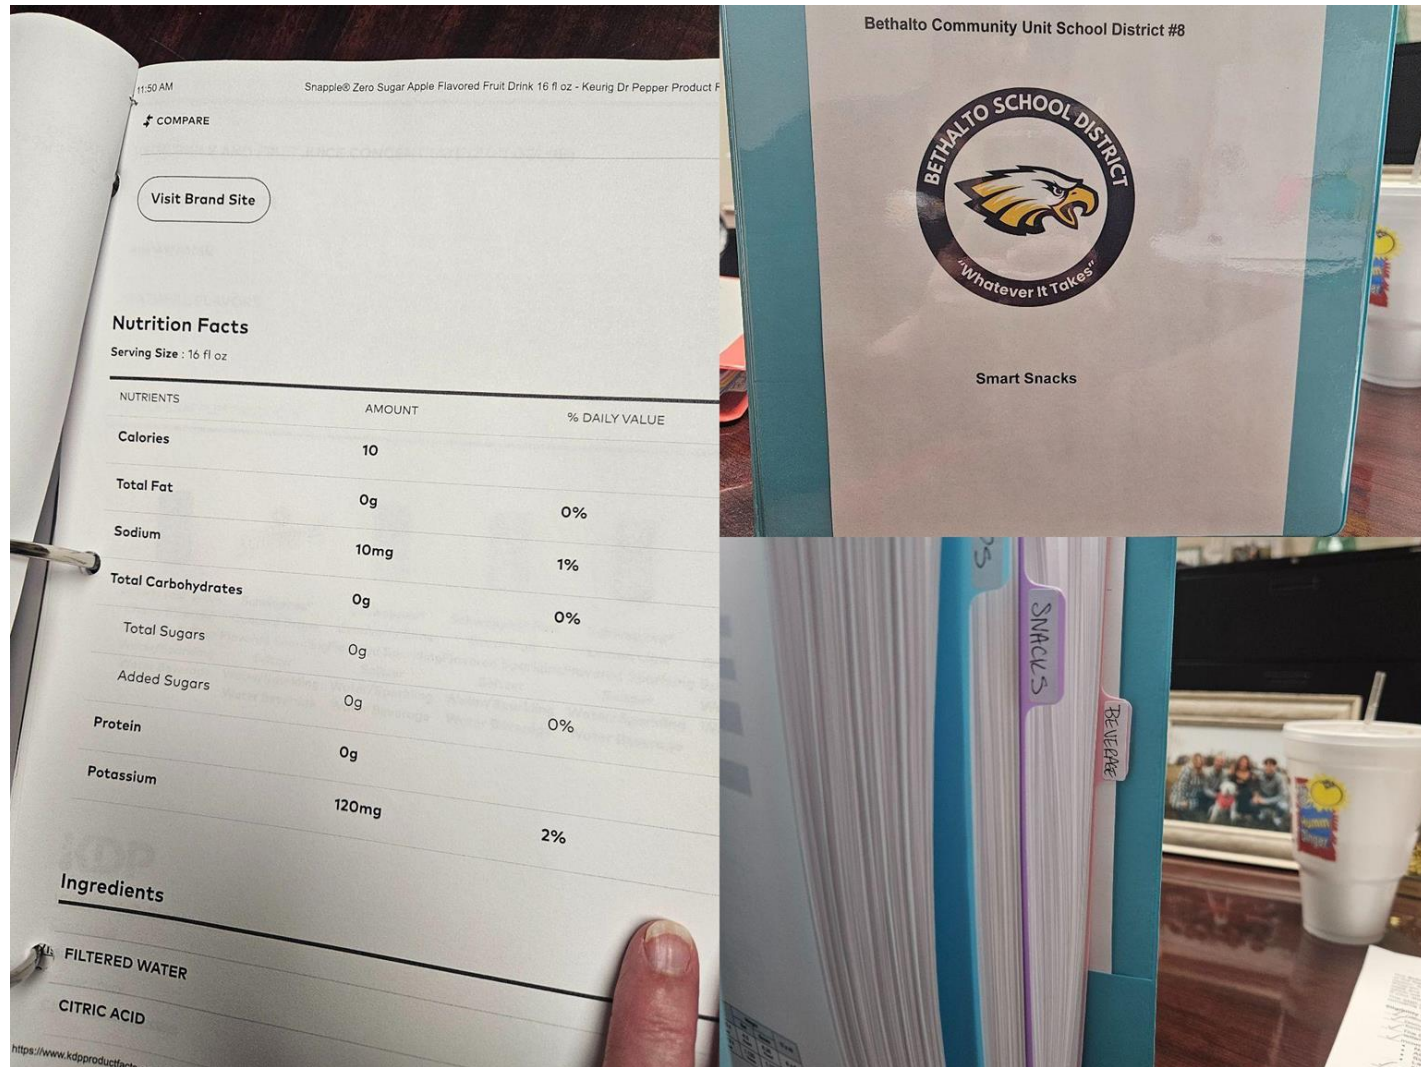 11:50 AM
Snapple® Zero Sugar Apple Flavored Fruit Drink 16 fl oz - Keurig Dr Pepper Product F
COMPARE
Visit Brand Site
Nutrition Facts
Serving Size : 16 fl oz
NUTRIENTS AMOUNT % DAILY VALUE
Calories 10
Total Fat 0g 0%
Sodium 10mg 1%
Total Carbohydrates 0g 0%
Total Sugars 0g
Added Sugars 0g 0%
Protein 0g
Potassium 120mg 2%
Ingredients
FILTERED WATER
CITRIC ACID
https://www.kdpproductfacts
Bethalto Community Unit School District #8
BETHALTO SCHOOL DISTRICT
"Whatever It Takes"
Smart Snacks
SNACKS
BEVERAGE
Humm
Dinger